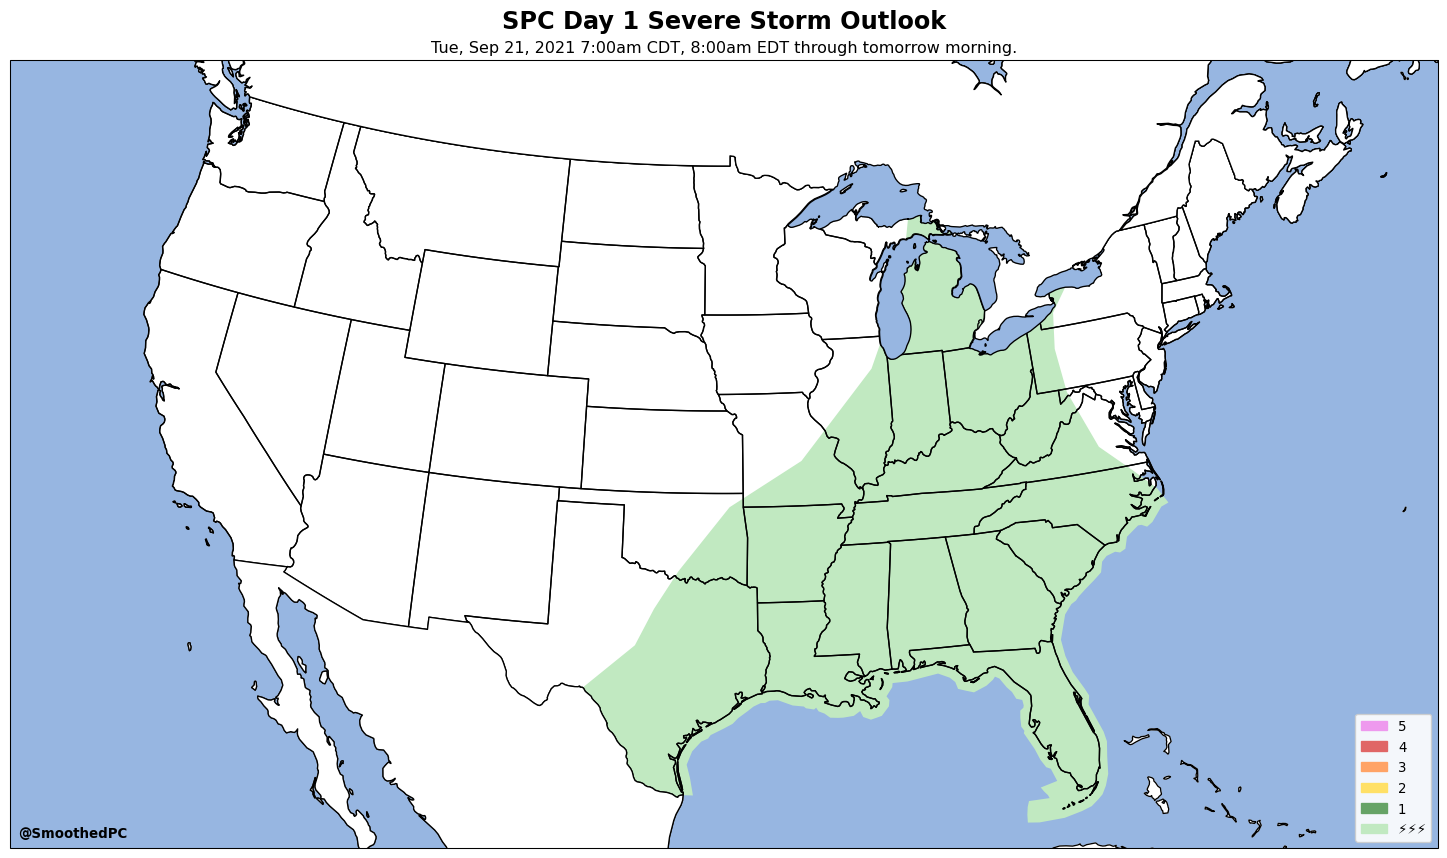 SPC Day 1 Severe Storm Outlook
Tue, Sep 21, 2021 7:00am CDT, 8:00am EDT through tomorrow morning.
5
4
3
2
1
⚡⚡⚡
@SmoothedPC